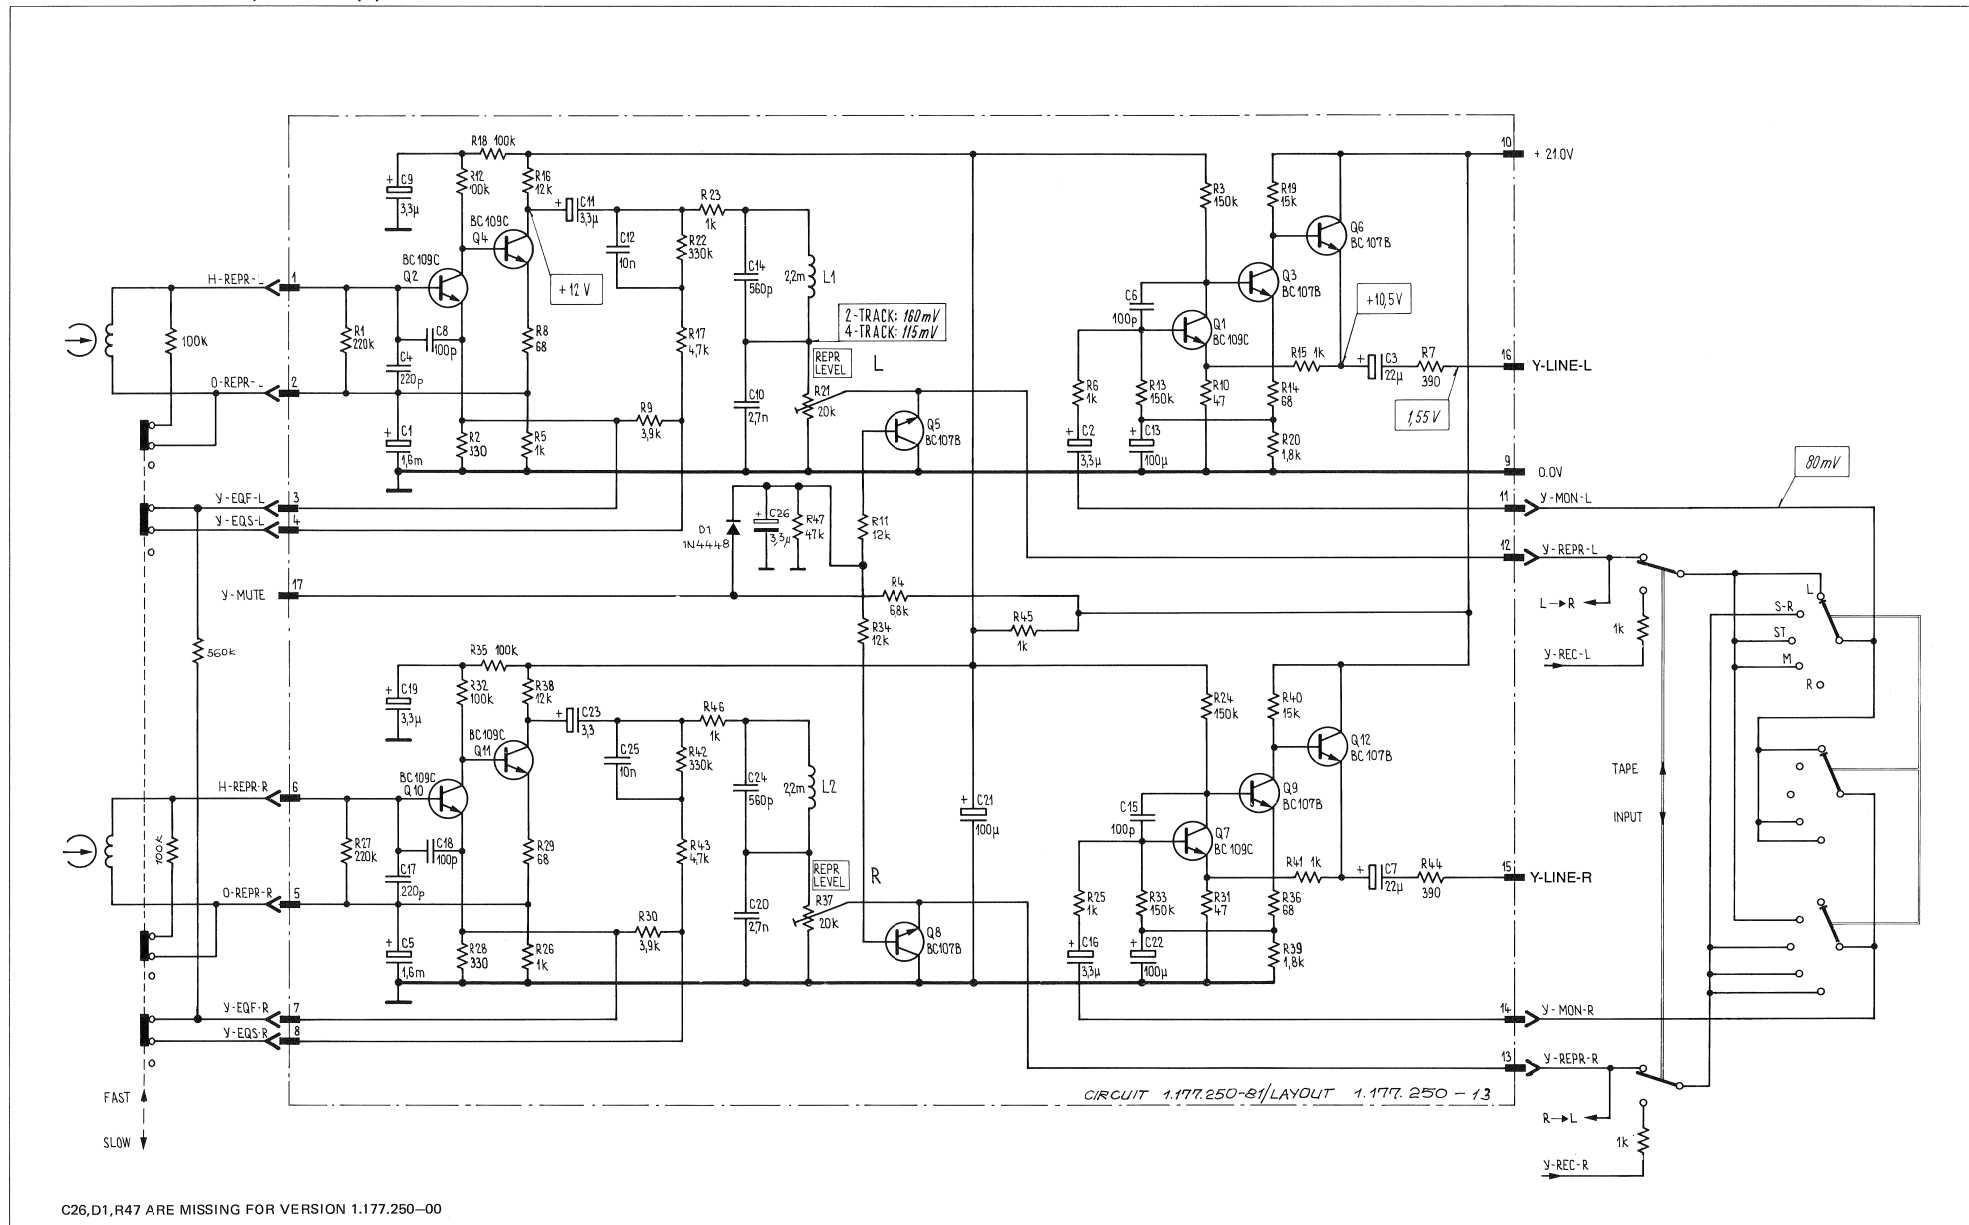 R18 100k
10
+ 21.0V
C9
3,3µ
R12
100k
R16
12k
C11
3,3µ
R23
1k
R3
150k
R19
15k
BC109C
Q4
C12
10n
R22
330k
Q6
BC107B
BC109C
Q2
+12 V
C14
560p
2,2m
L1
Q3
BC107B
+10,5V
H-REPR-L
1
100K
R1
220k
C8
100p
C4
220p
R8
68
R17
4,7k
2-TRACK: 160mV
4-TRACK: 115mV
REPR
LEVEL
L
C6
100p
Q1
BC109C
R15 1k
C3
22µ
R7
390
16
Y-LINE-L
O-REPR-L
2
R9
3,9k
C10
2,7n
R21
20k
Q5
BC107B
R6
1k
R13
150k
R10
47
R14
68
1,55V
C1
1,6m
R2
330
R5
1k
C2
3,3µ
C13
100µ
R20
1,8k
9
0.0V
80mV
Y-EQF-L
3
Y-EQS-L
4
11
Y-MON-L
D1
1N4448
C26
3,3µ
R47
47k
R11
12k
12
Y-REPR-L
Y-MUTE
17
R4
68k
R34
12k
R45
1k
L→R
1k
Y-REC-L
L
S-R
ST
M
R
560k
R35 100k
C19
3,3µ
R32
100k
R38
12k
C23
3,3
R46
1k
R24
150k
R40
15k
BC109C
Q11
C25
10n
R42
330k
Q12
BC107B
BC109C
Q10
C24
560p
2,2m
L2
C21
100µ
Q9
BC107B
TAPE
INPUT
H-REPR-R
6
100K
R27
220k
C18
100p
C17
220p
R29
68
R43
4,7k
REPR
LEVEL
R
C15
100p
Q7
BC109C
R41 1k
C7
22µ
R44
390
15
Y-LINE-R
O-REPR-R
5
R30
3,9k
C20
2,7n
R37
20k
Q8
BC107B
R25
1k
R33
150k
R31
47
R36
68
C5
1,6m
R28
330
R26
1k
C16
3,3µ
C22
100µ
R39
1,8k
Y-EQF-R
7
Y-EQS-R
8
14
Y-MON-R
13
Y-REPR-R
FAST
SLOW
CIRCUIT 1.177.250-81/LAYOUT 1.177.250-13
R→L
1k
Y-REC-R
C26,D1,R47 ARE MISSING FOR VERSION 1.177.250—00